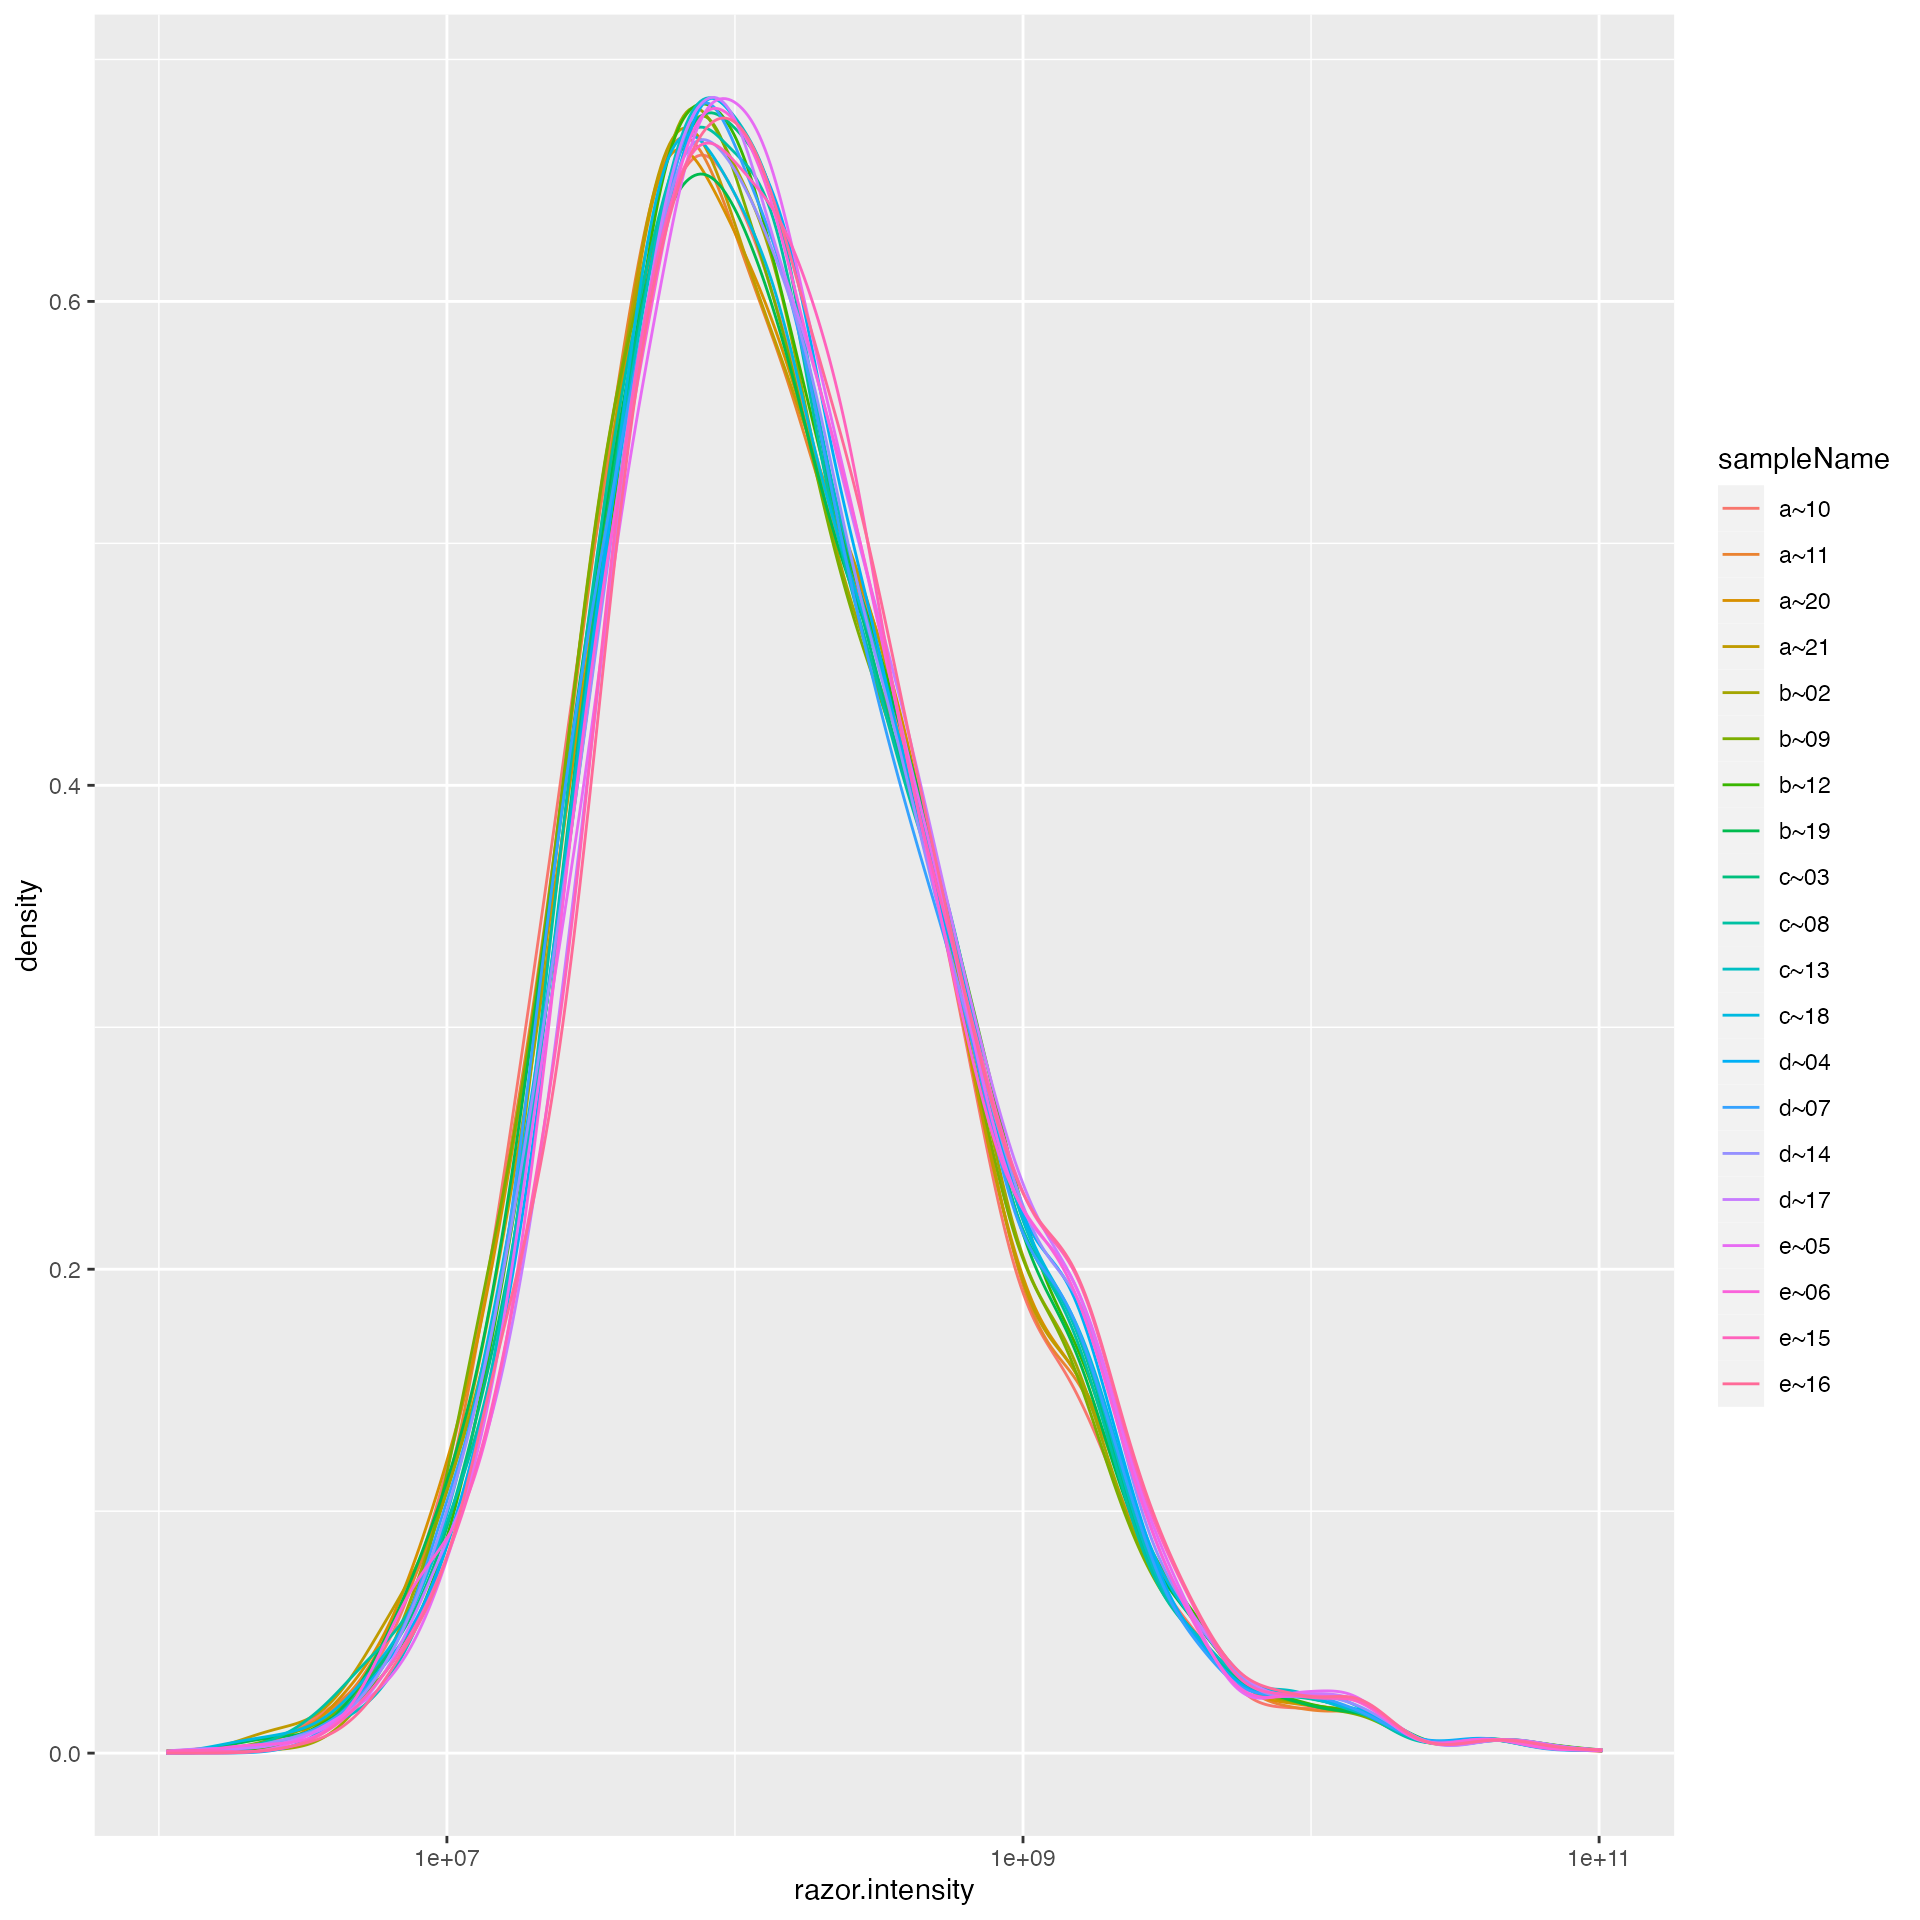 0.6
0.4
0.2
0.0
density
1e+07
1e+09
1e+11
razor.intensity
sampleName
a~10
a~11
a~20
a~21
b~02
b~09
b~12
b~19
c~03
c~08
c~13
c~18
d~04
d~07
d~14
d~17
e~05
e~06
e~15
e~16